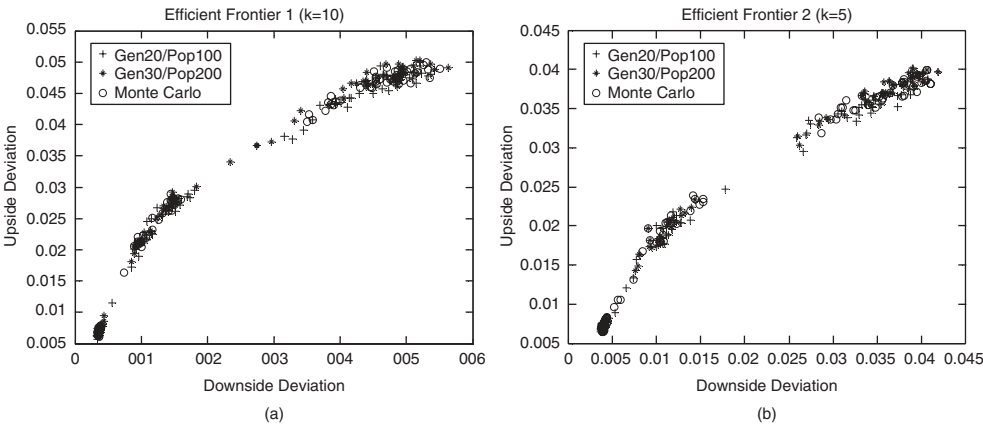 Efficient Frontier 1 (k=10)
Upside Deviation
0.055
0.05
0.045
0.04
0.035
0.03
0.025
0.02
0.015
0.01
0.005
Gen20/Pop100
Gen30/Pop200
Monte Carlo
0 001 002 003 004 005 006
Downside Deviation
(a)
Efficient Frontier 2 (k=5)
Upside Deviation
0.045
0.04
0.035
0.03
0.025
0.02
0.015
0.01
0.005
Gen20/Pop100
Gen30/Pop200
Monte Carlo
0 0.005 0.01 0.015 0.02 0.025 0.03 0.035 0.04 0.045
Downside Deviation
(b)